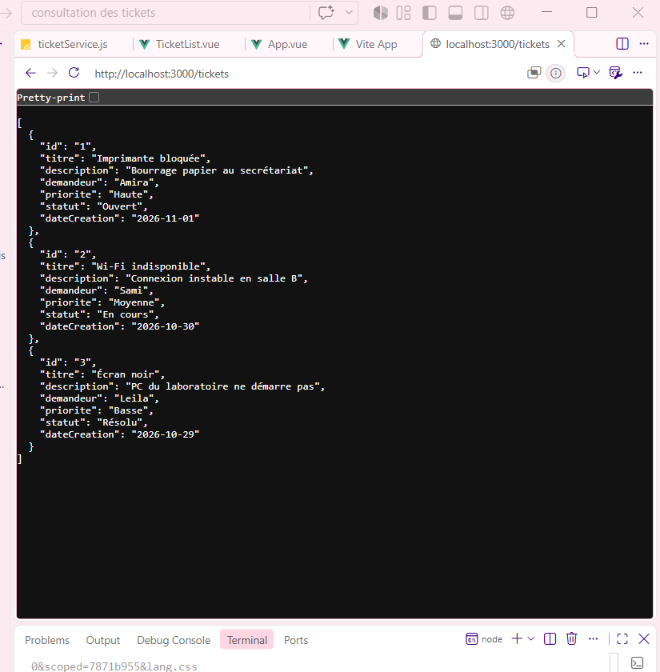 consultation des tickets
ticketService.js
TicketList.vue
App.vue
Vite App
localhost:3000/tickets
http://localhost:3000/tickets
Pretty-print
[
  {
    "id": "1",
    "titre": "Imprimante bloquée",
    "description": "Bourrage papier au secrétariat",
    "demandeur": "Amira",
    "priorite": "Haute",
    "statut": "Ouvert",
    "dateCreation": "2026-11-01"
  },
  {
    "id": "2",
    "titre": "Wi-Fi indisponible",
    "description": "Connexion instable en salle B",
    "demandeur": "Sami",
    "priorite": "Moyenne",
    "statut": "En cours",
    "dateCreation": "2026-10-30"
  },
  {
    "id": "3",
    "titre": "Écran noir",
    "description": "PC du laboratoire ne démarre pas",
    "demandeur": "Leila",
    "priorite": "Basse",
    "statut": "Résolu",
    "dateCreation": "2026-10-29"
  }
]
Problems
Output
Debug Console
Terminal
Ports
node
0&scoped=7871b955&lang.css